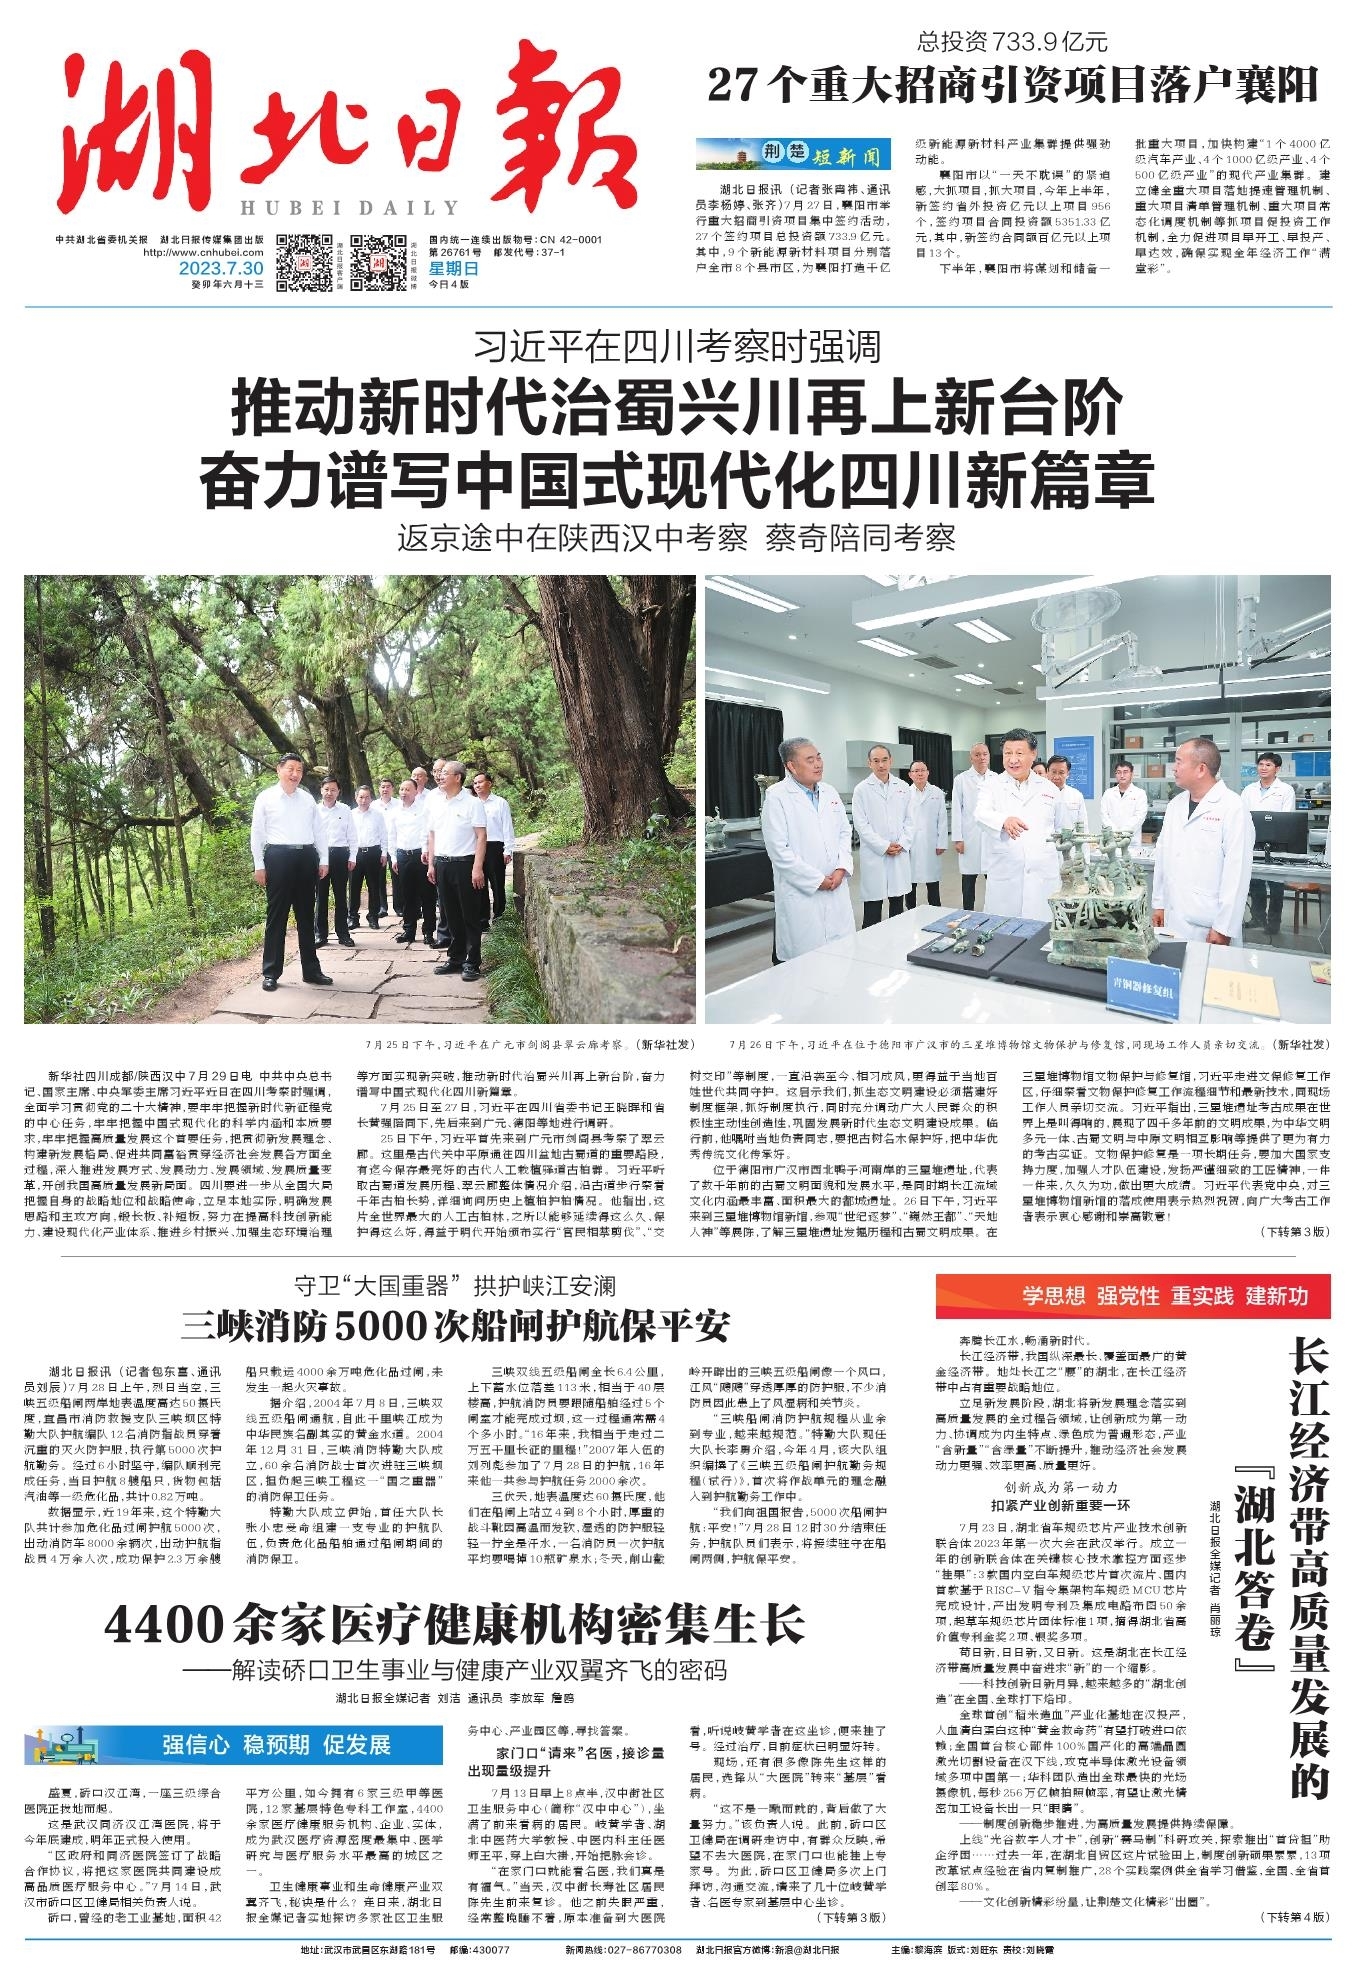 湖北日報
HUBEI DAILY
中共湖北省委机关报 湖北日报传媒集团出版
http://www.cnhubei.com
2023.7.30
癸卯年六月十三
湖北日报客户端
湖北日报微博
国内统一连续出版物号:CN 42-0001
第26761号 邮发代号:37-1
星期日
今日4版
总投资733.9亿元
27个重大招商引资项目落户襄阳
荆楚短新闻
湖北日报讯（记者张宵祎、通讯
员李杨婷、张齐）7月27日,襄阳市举
行重大招商引资项目集中签约活动,
27个签约项目总投资额733.9亿元。
其中,9个新能源新材料项目分别落
户全市8个县市区,为襄阳打造千亿
级新能源新材料产业集群提供强劲
动能。
襄阳市以“一天不耽误”的紧迫
感,大抓项目,抓大项目,今年上半年,
新签约省外投资亿元以上项目956
个,签约项目合同投资额5351.33亿
元,其中,新签约合同额百亿元以上项
目13个。
下半年,襄阳市将谋划和储备一
批重大项目,加快构建“1个4000亿
级汽车产业、4个1000亿级产业、4个
500亿级产业”的现代产业集群。建
立健全重大项目落地提速管理机制、
重大项目清单管理机制、重大项目常
态化调度机制等抓项目促投资工作
机制,全力促进项目早开工、早投产、
早达效,确保实现全年经济工作“满
堂彩”。
习近平在四川考察时强调
推动新时代治蜀兴川再上新台阶
奋力谱写中国式现代化四川新篇章
返京途中在陕西汉中考察 蔡奇陪同考察
青铜器修复组
7月25日下午,习近平在广元市剑阁县翠云廊考察。（新华社发）
7月26日下午,习近平在位于德阳市广汉市的三星堆博物馆文物保护与修复馆,同现场工作人员亲切交流。（新华社发）
新华社四川成都/陕西汉中7月29日电 中共中央总书
记、国家主席、中央军委主席习近平近日在四川考察时强调,
全面学习贯彻党的二十大精神,要牢牢把握新时代新征程党
的中心任务,牢牢把握中国式现代化的科学内涵和本质要
求,牢牢把握高质量发展这个首要任务,把贯彻新发展理念、
构建新发展格局、促进共同富裕贯穿经济社会发展各方面全
过程,深入推进发展方式、发展动力、发展领域、发展质量变
革,开创我国高质量发展新局面。四川要进一步从全国大局
把握自身的战略地位和战略使命,立足本地实际,明确发展
思路和主攻方向,锻长板、补短板,努力在提高科技创新能
力、建设现代化产业体系、推进乡村振兴、加强生态环境治理
等方面实现新突破,推动新时代治蜀兴川再上新台阶,奋力
谱写中国式现代化四川新篇章。
7月25日至27日,习近平在四川省委书记王晓晖和省
长黄强陪同下,先后来到广元、德阳等地进行调研。
25日下午,习近平首先来到广元市剑阁县考察了翠云
廊。这里是古代关中平原通往四川盆地古蜀道的重要路段,
有迄今保存最完好的古代人工栽植驿道古柏群。习近平听
取古蜀道发展历程、翠云廊整体情况介绍,沿古道步行察看
千年古柏长势,详细询问历史上植柏护柏情况。他指出,这
片全世界最大的人工古柏林,之所以能够延续得这么久、保
护得这么好,得益于明代开始颁布实行“官民相禁剪伐”、“交
树交印”等制度,一直沿袭至今、相习成风,更得益于当地百
姓世代共同守护。这启示我们,抓生态文明建设必须搭建好
制度框架,抓好制度执行,同时充分调动广大人民群众的积
极性主动性创造性,巩固发展新时代生态文明建设成果。临
行前,他嘱咐当地负责同志,要把古树名木保护好,把中华优
秀传统文化传承好。
位于德阳市广汉市西北鸭子河南岸的三星堆遗址,代表
了数千年前的古蜀文明面貌和发展水平,是同时期长江流域
文化内涵最丰富、面积最大的都城遗址。26日下午,习近平
来到三星堆博物馆新馆,参观“世纪逐梦”、“巍然王都”、“天地
人神”等展陈,了解三星堆遗址发掘历程和古蜀文明成果。在
三星堆博物馆文物保护与修复馆,习近平走进文保修复工作
区,仔细察看文物保护修复工作流程细节和最新技术,同现场
工作人员亲切交流。习近平指出,三星堆遗址考古成果在世
界上是叫得响的,展现了四千多年前的文明成果,为中华文明
多元一体、古蜀文明与中原文明相互影响等提供了更为有力
的考古实证。文物保护修复是一项长期任务,要加大国家支
持力度,加强人才队伍建设,发扬严谨细致的工匠精神,一件
一件来,久久为功,做出更大成绩。习近平代表党中央,对三
星堆博物馆新馆的落成使用表示热烈祝贺,向广大考古工作
者表示衷心感谢和崇高敬意!
（下转第3版）
守卫“大国重器” 拱护峡江安澜
三峡消防5000次船闸护航保平安
湖北日报讯（记者包东喜、通讯
员刘辰）7月28日上午,烈日当空,三
峡五级船闸两岸地表温度高达50摄氏
度,宜昌市消防救援支队三峡坝区特
勤大队护航编队12名消防指战员穿着
沉重的灭火防护服,执行第5000次护
航勤务。经过6小时坚守,编队顺利完
成任务,当日护航8艘船只,货物包括
汽油等一级危化品,共计0.82万吨。
数据显示,近19年来,这个特勤大
队共计参加危化品过闸护航5000次,
出动消防车8000余辆次,出动护航指
战员4万余人次,成功保护2.3万余艘
船只载运4000余万吨危化品过闸,未
发生一起火灾事故。
据介绍,2004年7月8日,三峡双
线五级船闸通航,自此千里峡江成为
中华民族名副其实的黄金水道。2004
年12月31日,三峡消防特勤大队成
立,60余名消防战士首次进驻三峡坝
区,担负起三峡工程这一“国之重器”
的消防保卫任务。
特勤大队成立伊始,首任大队长
张小忠受命组建一支专业的护航队
伍,负责危化品船舶通过船闸期间的
消防保卫。
三峡双线五级船闸全长6.4公里,
上下蓄水位落差113米,相当于40层
楼高,护航消防员要跟随船舶经过5个
闸室才能完成过坝,这一过程通常需4
个多小时。“16年来,我相当于走过二
万五千里长征的里程!”2007年入伍的
刘列彪参加了7月28日的护航,16年
来他一共参与护航任务2000余次。
三伏天,地表温度达60摄氏度,他
们在船闸上站立4到8个小时,厚重的
战斗靴因高温而发软,湿透的防护服轻
轻一拧全是汗水,一名消防员一次护航
平均要喝掉10瓶矿泉水;冬天,削山劈
岭开辟出的三峡五级船闸像一个风口,
江风“飕飕”穿透厚厚的防护服,不少消
防员因此患上了风湿病和关节炎。
“三峡船闸消防护航规程从业余
到专业,越来越规范。”特勤大队现任
大队长李勇介绍,今年4月,该大队组
织编撰了《三峡五级船闸护航勤务规
程(试行)》,首次将作战单元的理念融
入到护航勤务工作中。
“我们向祖国报告,5000次船闸护
航:平安!”7月28日12时30分结束任
务,护航队员们表示,将接续驻守在船
闸两侧,护航保平安。
4400余家医疗健康机构密集生长
——解读硚口卫生事业与健康产业双翼齐飞的密码
湖北日报全媒记者 刘洁 通讯员 李放军 詹鸥
强信心 稳预期 促发展
盛夏,硚口汉江湾,一座三级综合
医院正拔地而起。
这是武汉同济汉江湾医院,将于
今年底建成,明年正式投入使用。
“区政府和同济医院签订了战略
合作协议,将把这家医院共同建设成
高品质医疗服务中心。”7月14日,武
汉市硚口区卫健局相关负责人说。
硚口,曾经的老工业基地,面积42
平方公里,如今拥有6家三级甲等医
院,12家基层特色专科工作室,4400
余家医疗健康服务机构、企业、实体,
成为武汉医疗资源密度最集中、医学
研究与医疗服务水平最高的城区之
一。
卫生健康事业和生命健康产业双
翼齐飞,秘诀是什么?连日来,湖北日
报全媒记者实地探访多家社区卫生服
务中心、产业园区等,寻找答案。
家门口“请来”名医,接诊量
出现量级提升
7月13日早上8点半,汉中街社区
卫生服务中心(简称“汉中中心”),坐
满了前来看病的居民。岐黄学者、湖
北中医药大学教授、中医内科主任医
师王平,穿上白大褂,开始把脉会诊。
“在家门口就能看名医,我们真是
有福气。”当天,汉中街长寿社区居民
陈先生前来复诊。他之前失眠严重,
经常整晚睡不着,原本准备到大医院
看,听说岐黄学者在这坐诊,便来挂了
号。经过治疗,目前症状已明显好转。
现场,还有很多像陈先生这样的
居民,选择从“大医院”转来“基层”看
病。
“这不是一蹴而就的,背后做了大
量努力。”该负责人说。此前,硚口区
卫健局在调研走访中,有群众反映,希
望不去大医院,在家门口也能挂上专
家号。为此,硚口区卫健局多次上门
拜访,沟通交流,请来了几十位岐黄学
者、名医专家到基层中心坐诊。
（下转第3版）
学思想 强党性 重实践 建新功
长江经济带高质量发展的
『湖北答卷』
湖北日报全媒记者 肖丽琼
奔腾长江水,畅涌新时代。
长江经济带,我国纵深最长、覆盖面最广的黄
金经济带。地处长江之“腰”的湖北,在长江经济
带中占有重要战略地位。
立足新发展阶段,湖北将新发展理念落实到
高质量发展的全过程各领域,让创新成为第一动
力、协调成为内生特点、绿色成为普遍形态,产业
“含新量”“含绿量”不断提升,推动经济社会发展
动力更强、效率更高、质量更好。
创新成为第一动力
扣紧产业创新重要一环
7月23日,湖北省车规级芯片产业技术创新
联合体2023年第一次大会在武汉举行。成立一
年的创新联合体在关键核心技术掌控方面逐步
“挂果”:3款国内空白车规级芯片首次流片、国内
首款基于RISC-V指令集架构车规级MCU芯片
完成设计,产出发明专利及集成电路布图50余
项,起草车规级芯片团体标准1项,摘得湖北省高
价值专利金奖2项、银奖多项。
苟日新,日日新,又日新。这是湖北在长江经
济带高质量发展中奋进求“新”的一个缩影。
——科技创新日新月异,越来越多的“湖北创
造”在全国、全球打下烙印。
全球首创“稻米造血”产业化基地在汉投产,
人血清白蛋白这种“黄金救命药”有望打破进口依
赖;全国首台核心部件100%国产化的高端晶圆
激光切割设备在汉下线,攻克半导体激光设备领
域多项中国第一;华科团队造出全球最快的光场
摄像机,每秒256万亿帧拍照帧率,有望让激光精
密加工设备长出一只“眼睛”。
——制度创新稳步推进,为高质量发展提供持续保障。
上线“光谷数字人才卡”,创新“赛马制”科研攻关,探索推出“首贷担”助
企纾困……过去一年,在湖北自贸区这片试验田上,制度创新硕果累累,13项
改革试点经验在省内复制推广,28个实践案例供全省学习借鉴,全国、全省首
创率80%。
——文化创新精彩纷呈,让荆楚文化精彩“出圈”。
（下转第4版）
地址:武汉市武昌区东湖路181号 邮编:430077 新闻热线:027-86770308 湖北日报官方微博:新浪@湖北日报 主编:黎海滨 版式:刘旺东 责校:刘晓雷